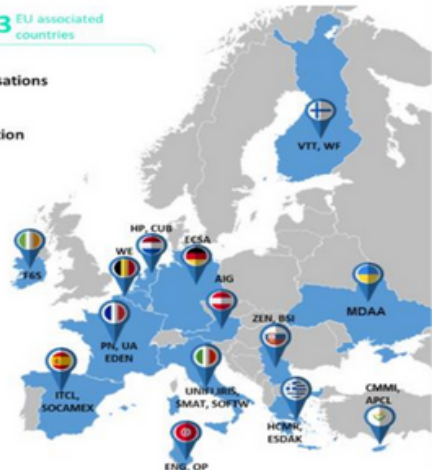 3 EU associated
countries
sations
tion
VTT, WF
HP, CUB
ECSA
WE
F6S
AIG
MDAA
ZEN, BSI
PN, UA
EDEN
CMMI,
APCL
UNIFI, IRIS,
SMAT, SOFTW
ITCL,
SOCAMEX
HCMR,
ESDAK
ENG, OP